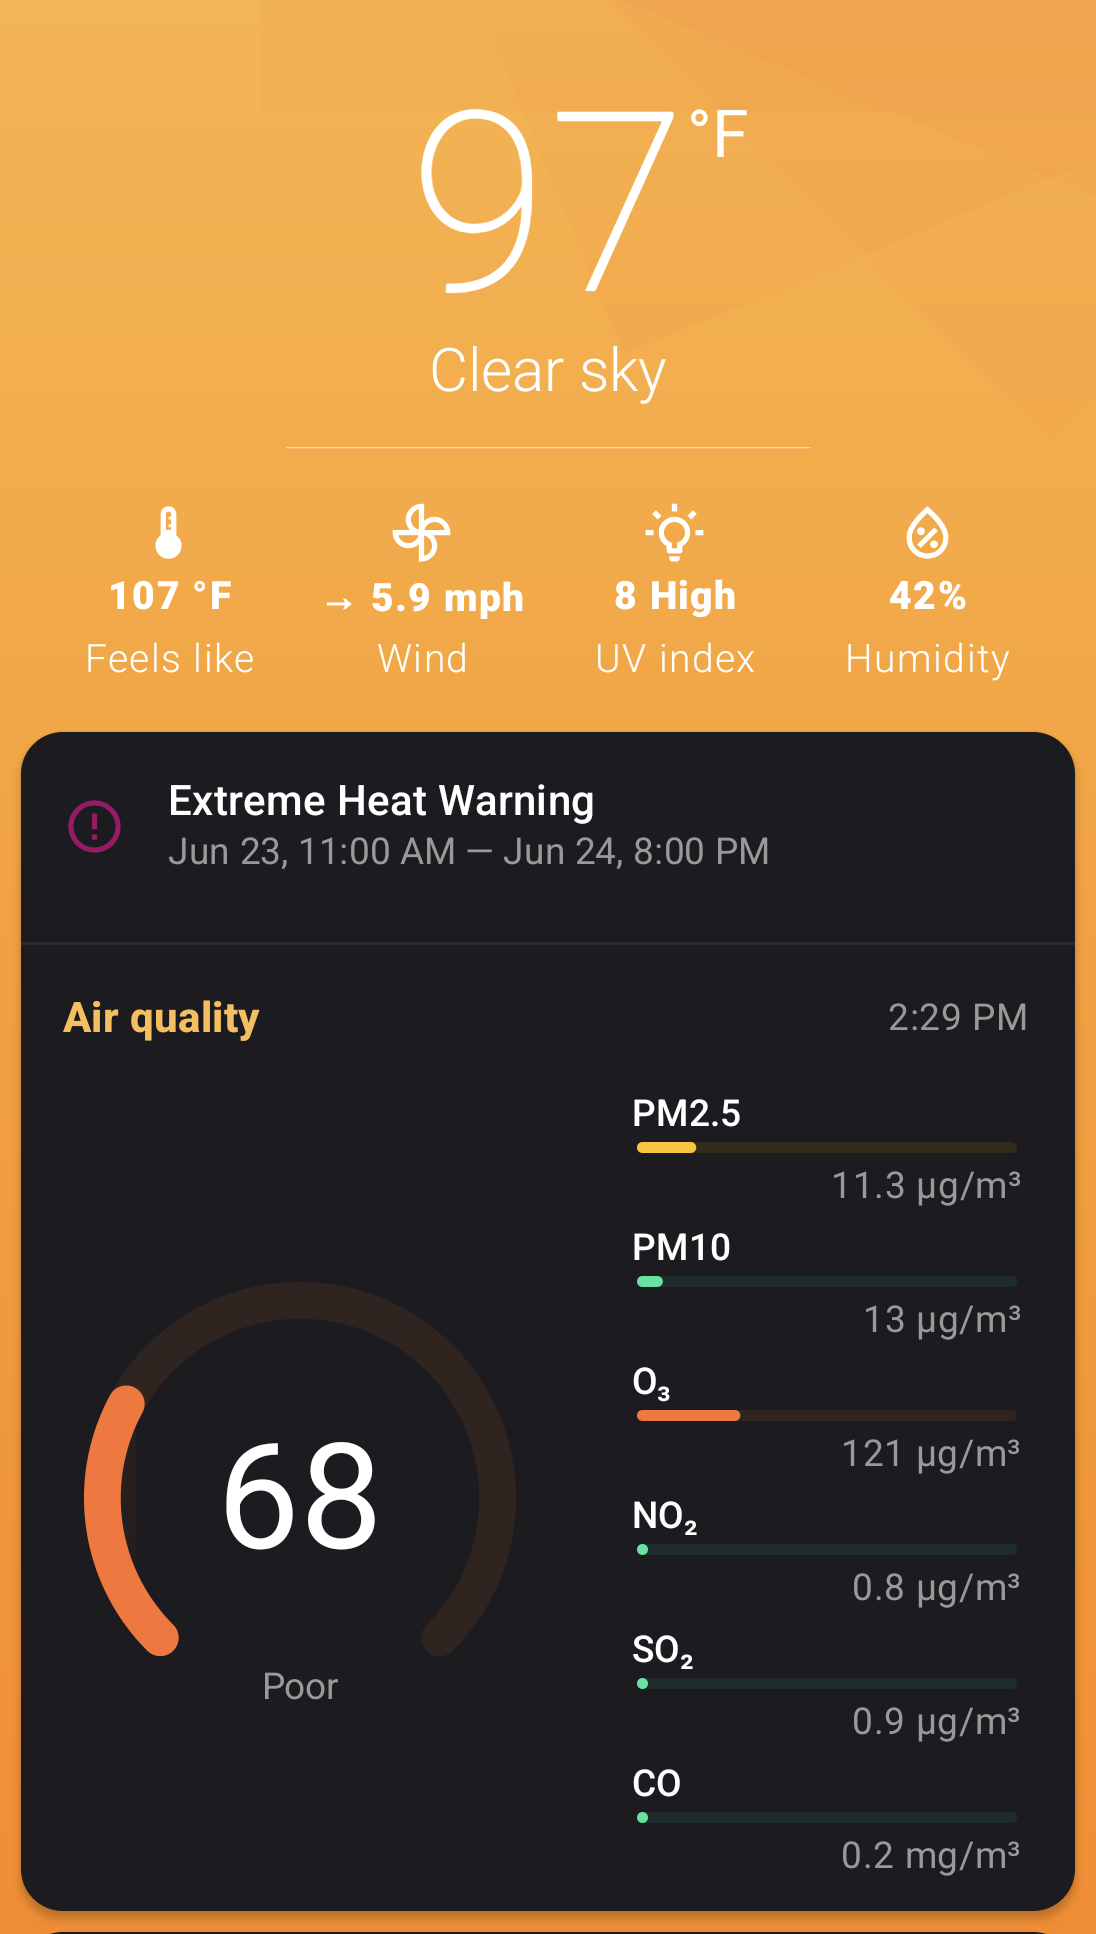 97 °F
Clear sky
107 °F
→ 5.9 mph
8 High
42%
Feels like
Wind
UV index
Humidity
Extreme Heat Warning
Jun 23, 11:00 AM — Jun 24, 8:00 PM
Air quality
2:29 PM
68
Poor
PM2.5
11.3 µg/m³
PM10
13 µg/m³
O₃
121 µg/m³
NO₂
0.8 µg/m³
SO₂
0.9 µg/m³
CO
0.2 mg/m³